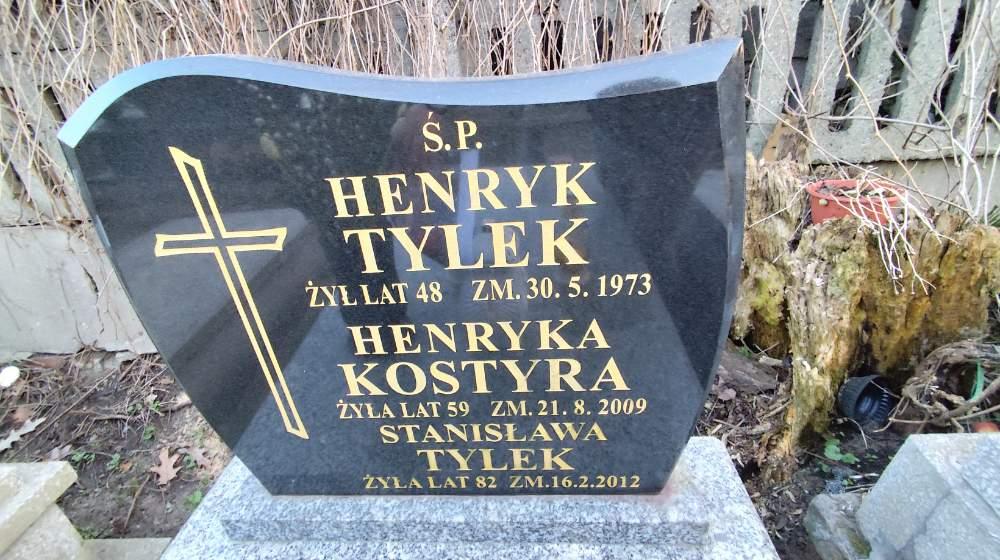 Ś.P.
HENRYK
TYLEK
ŻYŁ LAT 48 ZM. 30. 5. 1973
HENRYKA
KOSTYRA
ŻYŁA LAT 59 ZM. 21. 8. 2009
STANISŁAWA
TYLEK
ŻYŁA LAT 82 ZM.16.2.2012